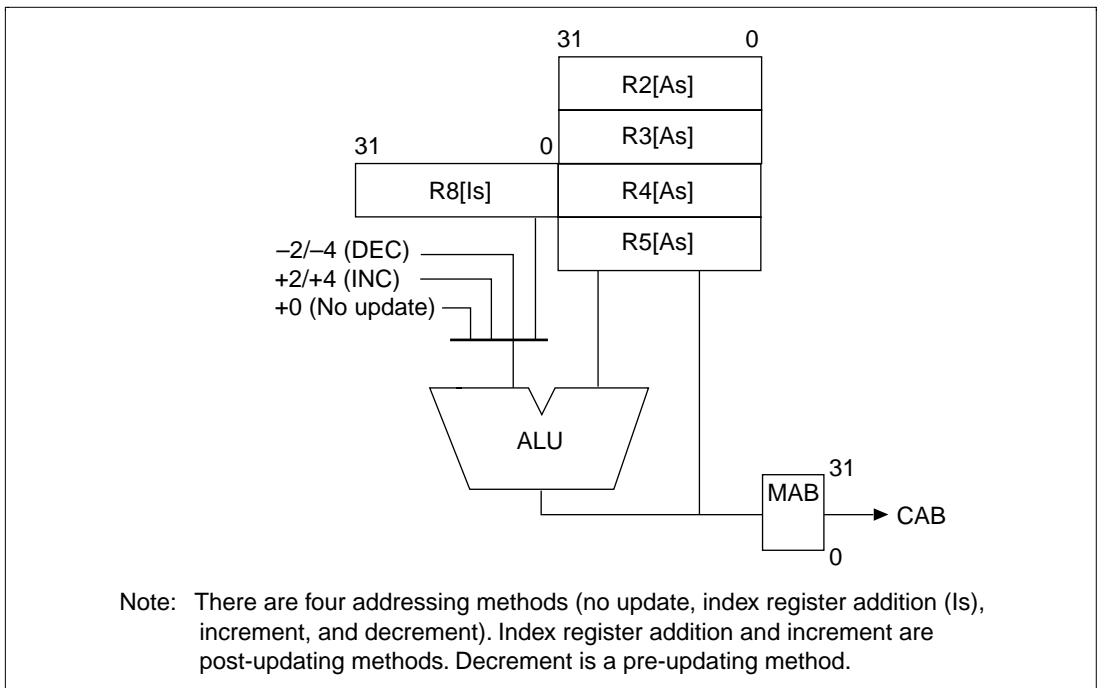 31 0
R2[As]
R3[As]
31 0
R8[Is] R4[As]
R5[As]
–2/–4 (DEC)
+2/+4 (INC)
+0 (No update)
ALU
31
MAB
CAB
0
Note: There are four addressing methods (no update, index register addition (Is),
increment, and decrement). Index register addition and increment are
post-updating methods. Decrement is a pre-updating method.